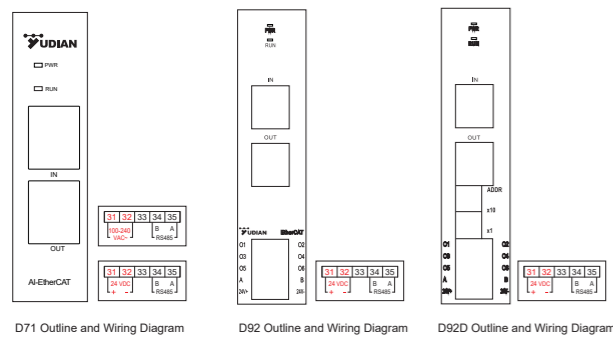 YUDIAN
PWR
RUN
IN
OUT
AI-EtherCAT
31 32 33 34 35
100-240
VAC~
B A
RS485
31 32 33 34 35
24 VDC
+ -
B A
RS485
D71 Outline and Wiring Diagram
PWR
RUN
IN
OUT
YUDIAN EtherCAT
O1 O2
O3 O4
O5 O6
A B
24V+ 24V-
31 32 33 34 35
24 VDC
+ -
B A
RS485
D92 Outline and Wiring Diagram
PWR
RUN
IN
OUT
ADDR
x10
x1
O1 O2
O3 O4
O5 O6
A B
31 32 33 34 35
24 VDC
+ -
B A
RS485
D92D Outline and Wiring Diagram